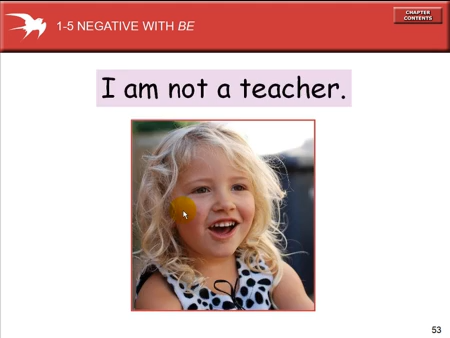 1-5 NEGATIVE WITH BE
CHAPTER
CONTENTS
I am not a teacher.
53